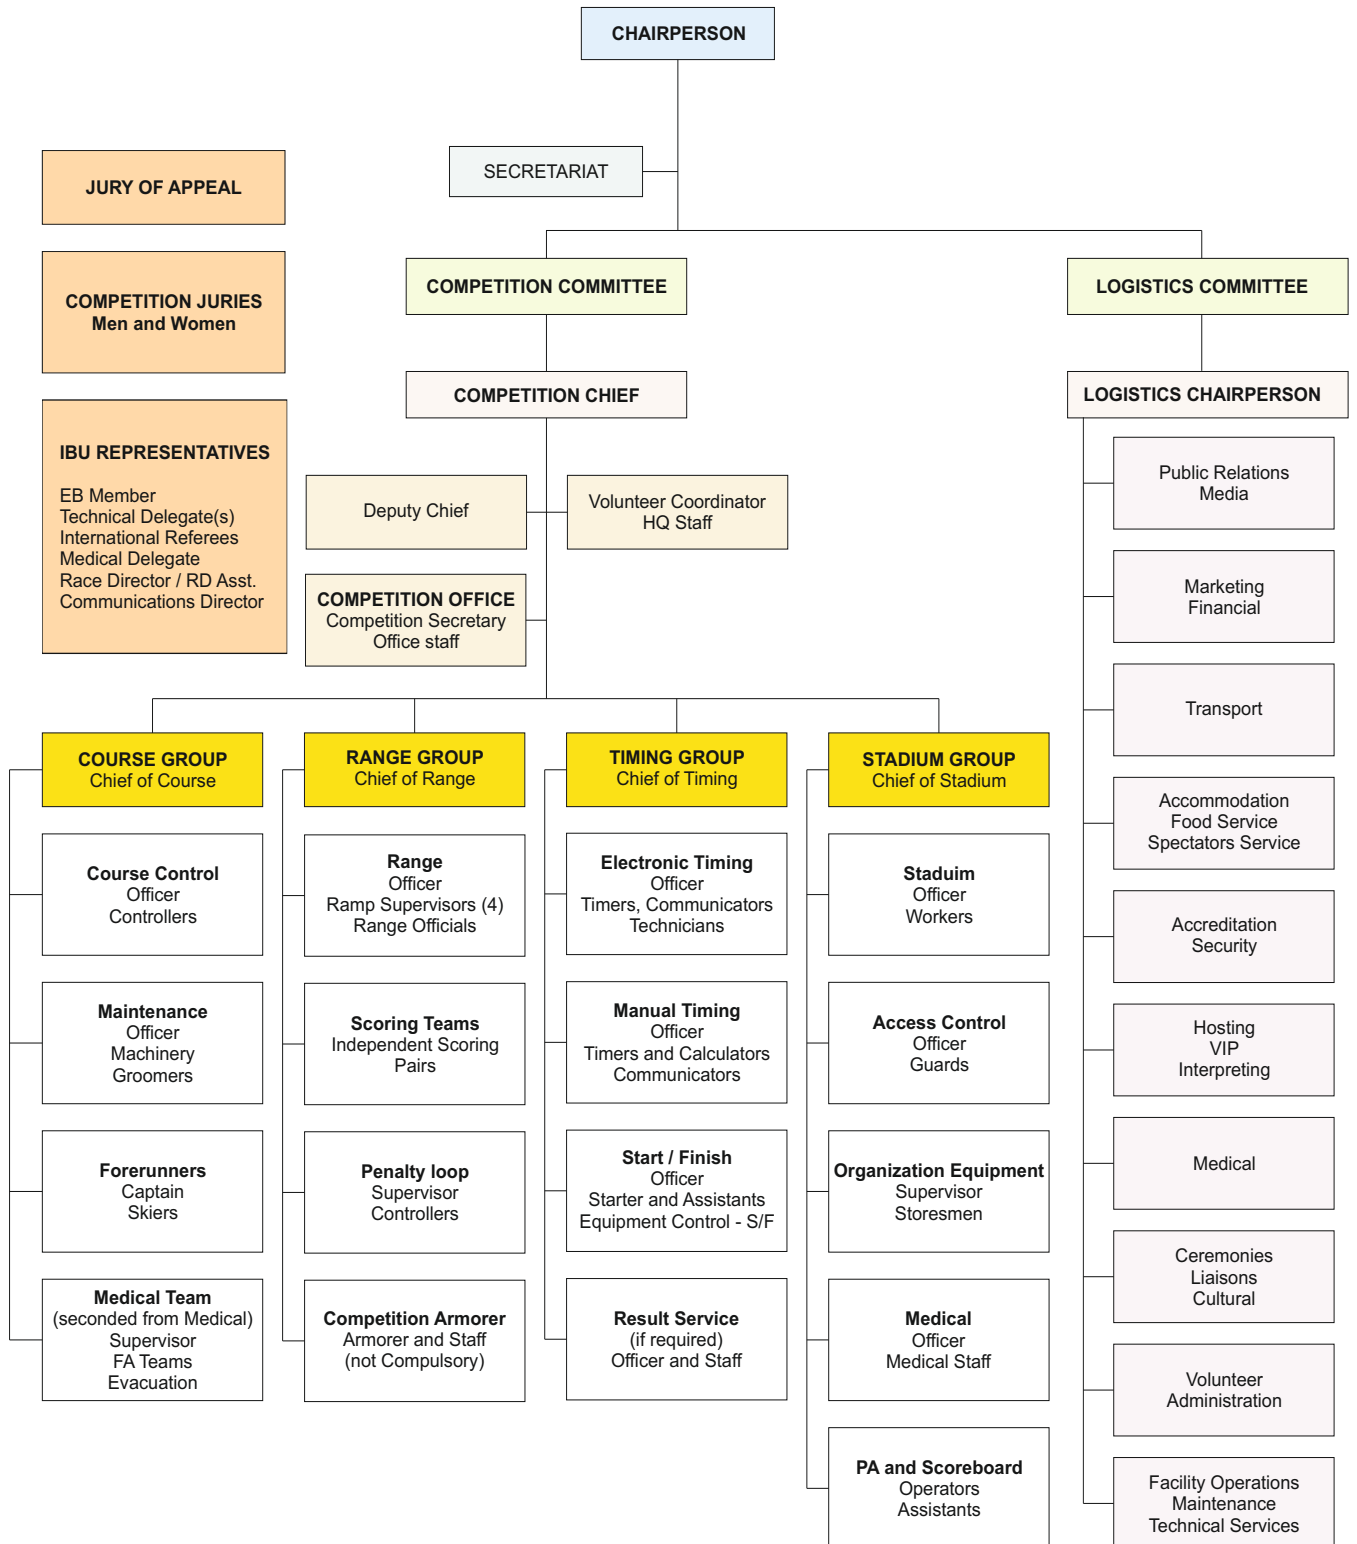 CHAIRPERSON
SECRETARIAT
JURY OF APPEAL
COMPETITION JURIES
Men and Women
IBU REPRESENTATIVES
EB Member
Technical Delegate(s)
International Referees
Medical Delegate
Race Director / RD Asst.
Communications Director
COMPETITION COMMITTEE
LOGISTICS COMMITTEE
COMPETITION CHIEF
LOGISTICS CHAIRPERSON
Deputy Chief
Volunteer Coordinator
HQ Staff
COMPETITION OFFICE
Competition Secretary
Office staff
COURSE GROUP
Chief of Course
Course Control
Officer
Controllers
Maintenance
Officer
Machinery
Groomers
Forerunners
Captain
Skiers
Medical Team
(seconded from Medical)
Supervisor
FA Teams
Evacuation
RANGE GROUP
Chief of Range
Range
Officer
Ramp Supervisors (4)
Range Officials
Scoring Teams
Independent Scoring
Pairs
Penalty loop
Supervisor
Controllers
Competition Armorer
Armorer and Staff
(not Compulsory)
TIMING GROUP
Chief of Timing
Electronic Timing
Officer
Timers, Communicators
Technicians
Manual Timing
Officer
Timers and Calculators
Communicators
Start / Finish
Officer
Starter and Assistants
Equipment Control - S/F
Result Service
(if required)
Officer and Staff
STADIUM GROUP
Chief of Stadium
Staduim
Officer
Workers
Access Control
Officer
Guards
Organization Equipment
Supervisor
Storesmen
Medical
Officer
Medical Staff
PA and Scoreboard
Operators
Assistants
Public Relations
Media
Marketing
Financial
Transport
Accommodation
Food Service
Spectators Service
Accreditation
Security
Hosting
VIP
Interpreting
Medical
Ceremonies
Liaisons
Cultural
Volunteer
Administration
Facility Operations
Maintenance
Technical Services